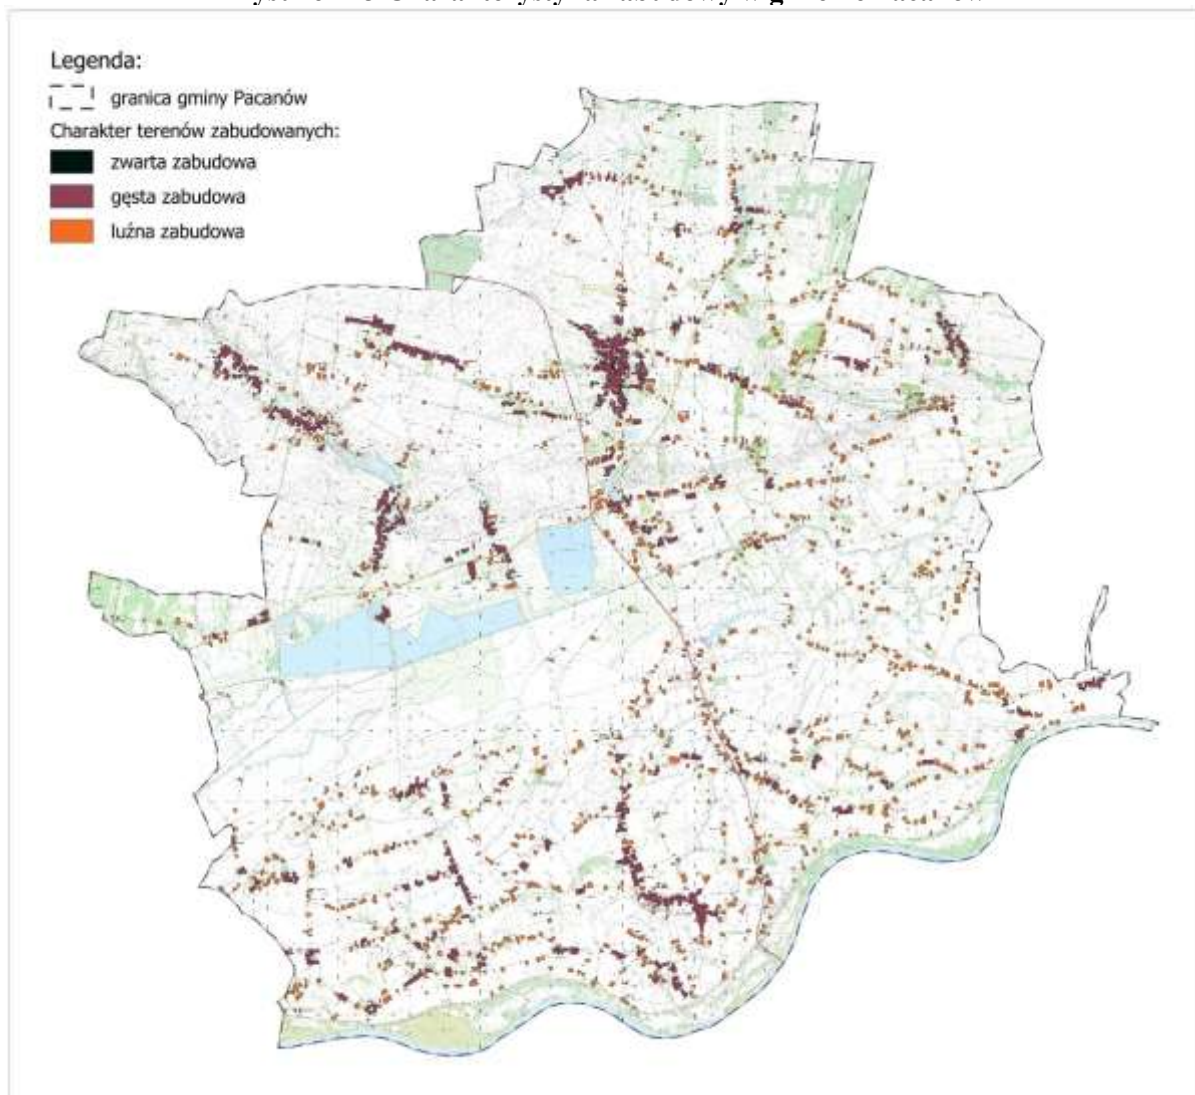 Legenda:
granica gminy Pacanów
Charakter terenów zabudowanych:
zwarta zabudowa
gęsta zabudowa
luźna zabudowa